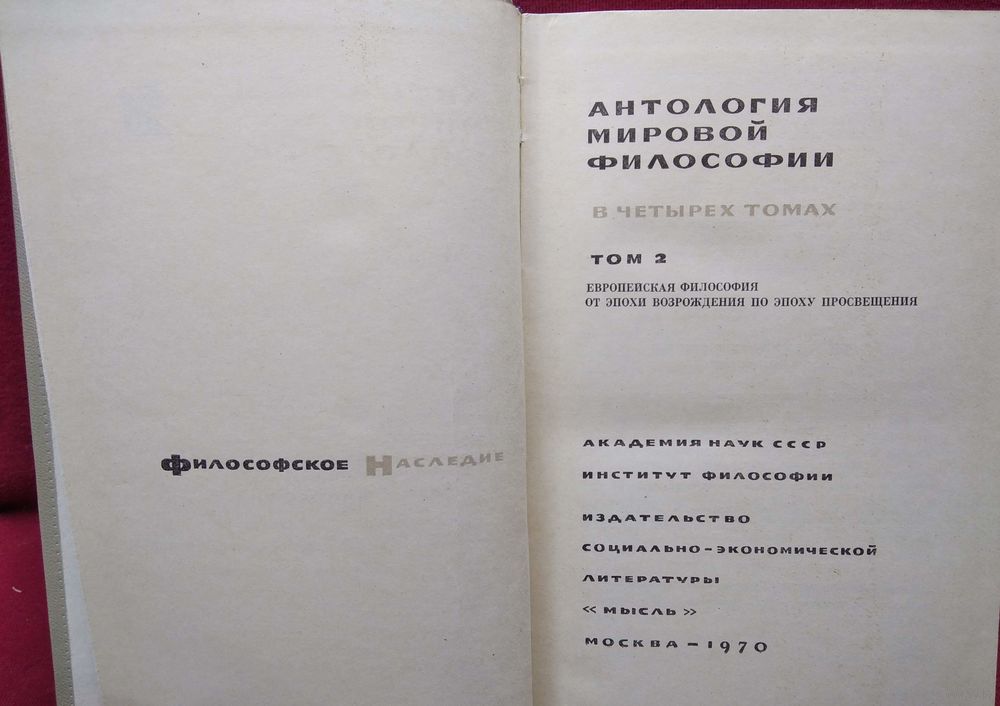 Философское Наследие
АНТОЛОГИЯ
МИРОВОЙ
ФИЛОСОФИИ
В ЧЕТЫРЕХ ТОМАХ
ТОМ 2
ЕВРОПЕЙСКАЯ ФИЛОСОФИЯ
ОТ ЭПОХИ ВОЗРОЖДЕНИЯ ПО ЭПОХУ ПРОСВЕЩЕНИЯ
АКАДЕМИЯ НАУК СССР
ИНСТИТУТ ФИЛОСОФИИ
ИЗДАТЕЛЬСТВО
СОЦИАЛЬНО-ЭКОНОМИЧЕСКОЙ
ЛИТЕРАТУРЫ
«МЫСЛЬ»
МОСКВА — 1970